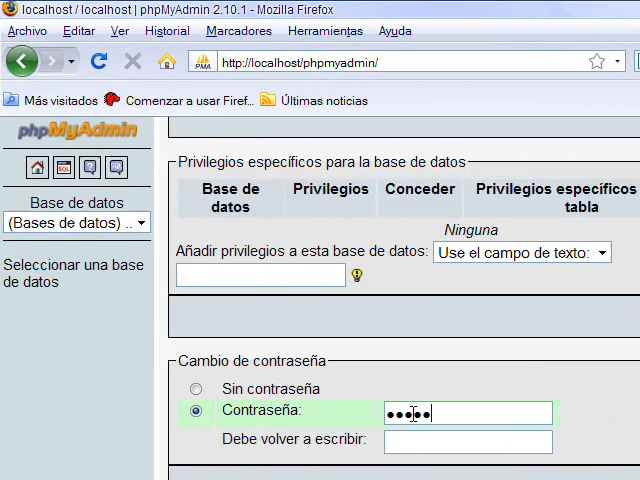 localhost / localhost | phpMyAdmin 2.10.1 - Mozilla Firefox
Archivo Editar Ver Historial Marcadores Herramientas Ayuda
PMA http://localhost/phpmyadmin/
Más visitados Comenzar a usar Firef... Últimas noticias
phpMyAdmin
SQL
Base de datos
(Bases de datos) ...
Seleccionar una base
de datos
Privilegios específicos para la base de datos
Base de datos Privilegios Conceder Privilegios específicos tabla
Ninguna
Añadir privilegios a esta base de datos: Use el campo de texto:
Cambio de contraseña
Sin contraseña
Contraseña: •••••
Debe volver a escribir: